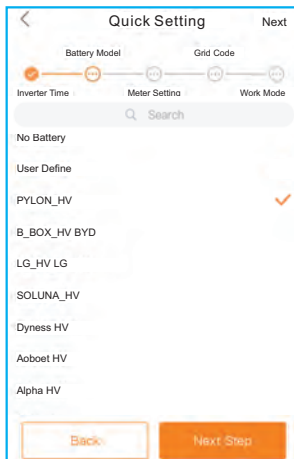 Quick Setting Next
Battery Model Grid Code
Inverter Time Meter Setting Work Mode
Search
No Battery
User Define
PYLON_HV
B_BOX_HV BYD
LG_HV LG
SOLUNA_HV
Dyness HV
Aoboet HV
Alpha HV
Back Next Step